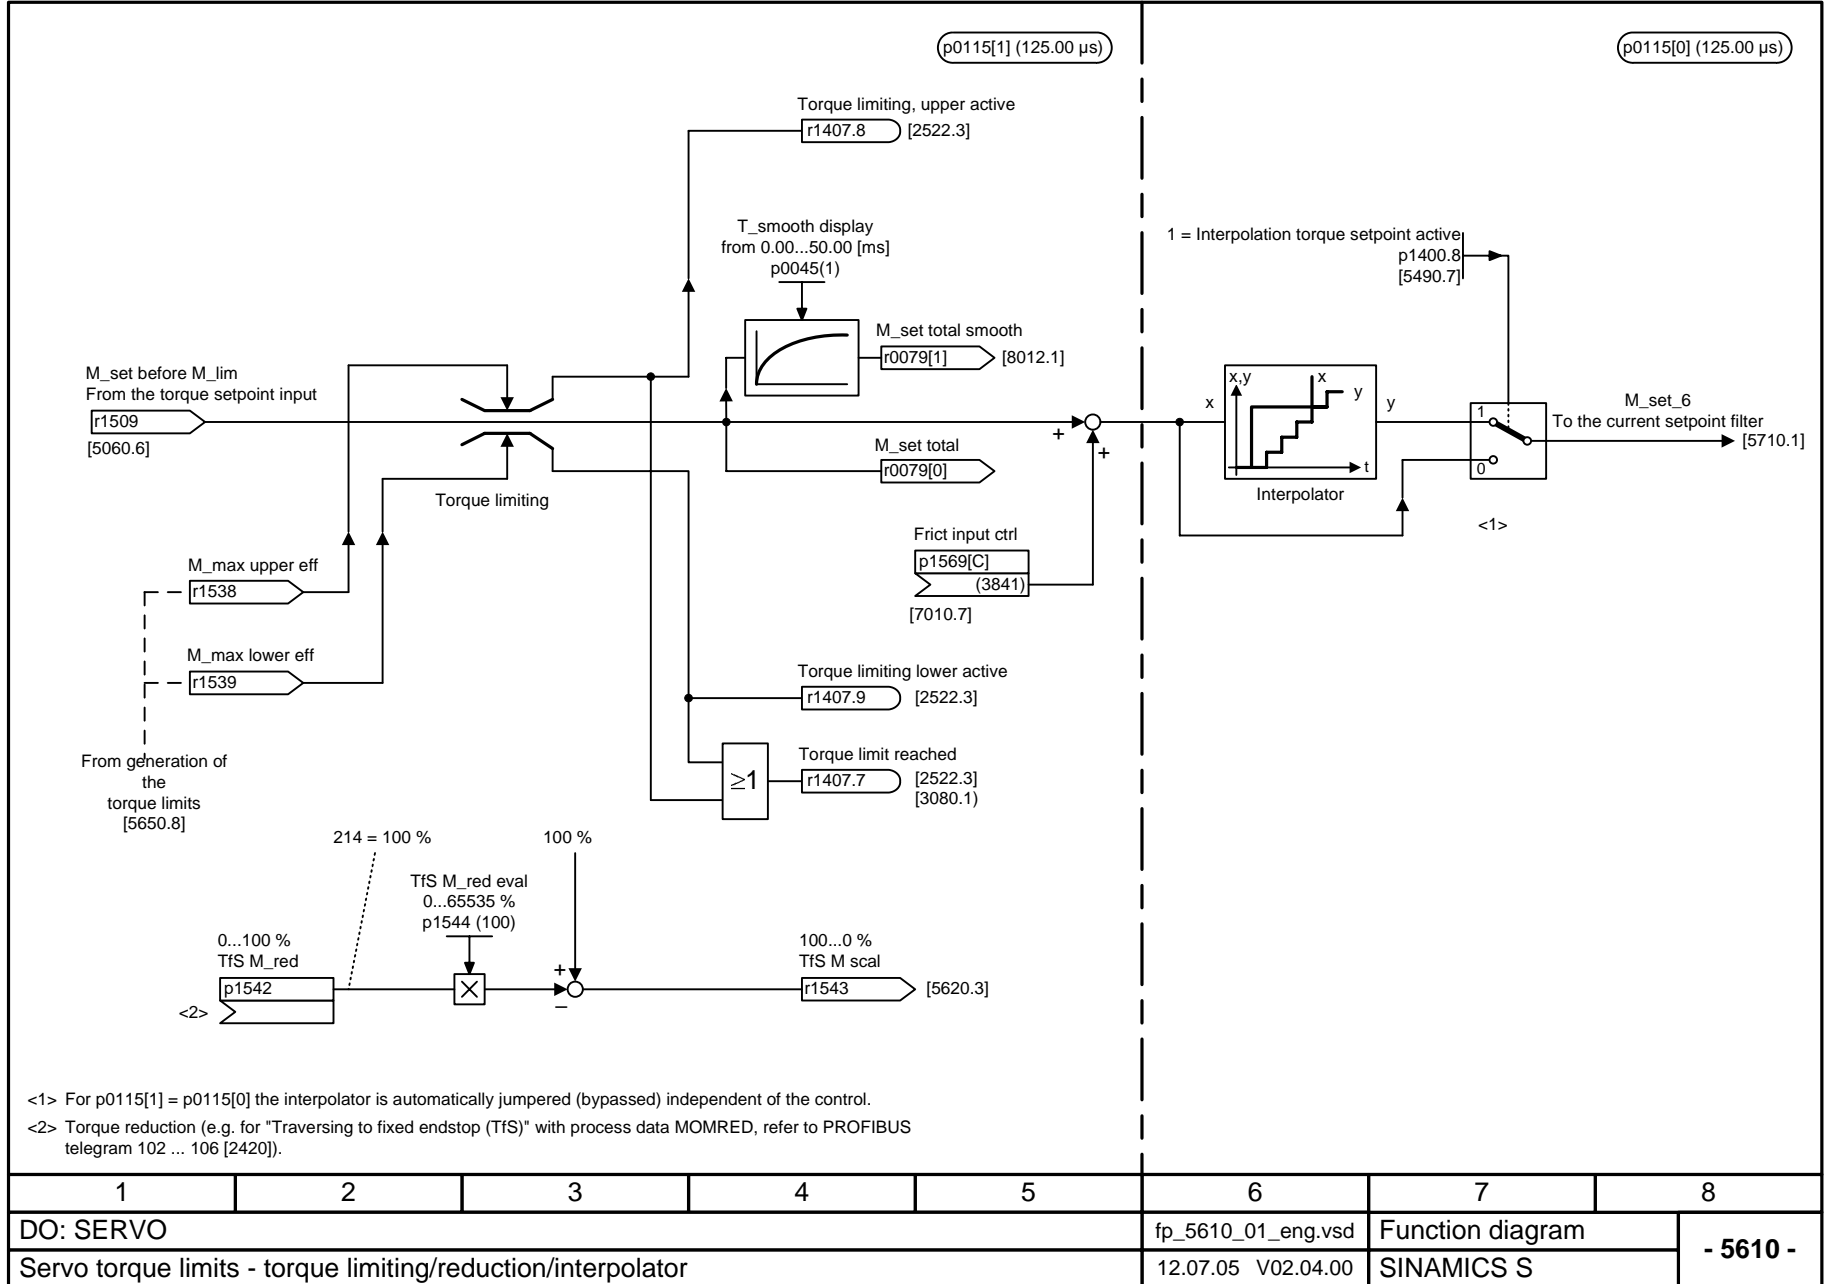 p0115[1] (125.00 µs)
p0115[0] (125.00 µs)
Torque limiting, upper active
r1407.8
[2522.3]
T_smooth display
from 0.00...50.00 [ms]
p0045(1)
1 = Interpolation torque setpoint active
p1400.8
[5490.7]
M_set total smooth
r0079[1]
[8012.1]
M_set before M_lim
From the torque setpoint input
r1509
[5060.6]
Torque limiting
M_set total
r0079[0]
+
+
x
x,y
x
y
t
Interpolator
y
1
0
<1>
M_set_6
To the current setpoint filter
[5710.1]
Frict input ctrl
p1569[C]
(3841)
[7010.7]
M_max upper eff
r1538
M_max lower eff
r1539
From generation of
the
torque limits
[5650.8]
Torque limiting lower active
r1407.9
[2522.3]
≥1
Torque limit reached
r1407.7
[2522.3]
[3080.1)
214 = 100 %
100 %
TfS M_red eval
0...65535 %
p1544 (100)
0...100 %
TfS M_red
p1542
<2>
+
–
100...0 %
TfS M scal
r1543
[5620.3]
<1> For p0115[1] = p0115[0] the interpolator is automatically jumpered (bypassed) independent of the control.
<2> Torque reduction (e.g. for "Traversing to fixed endstop (TfS)" with process data MOMRED, refer to PROFIBUS
telegram 102 ... 106 [2420]).
1 2 3 4 5 6 7 8
DO: SERVO
fp_5610_01_eng.vsd
Function diagram
- 5610 -
Servo torque limits - torque limiting/reduction/interpolator
12.07.05 V02.04.00
SINAMICS S